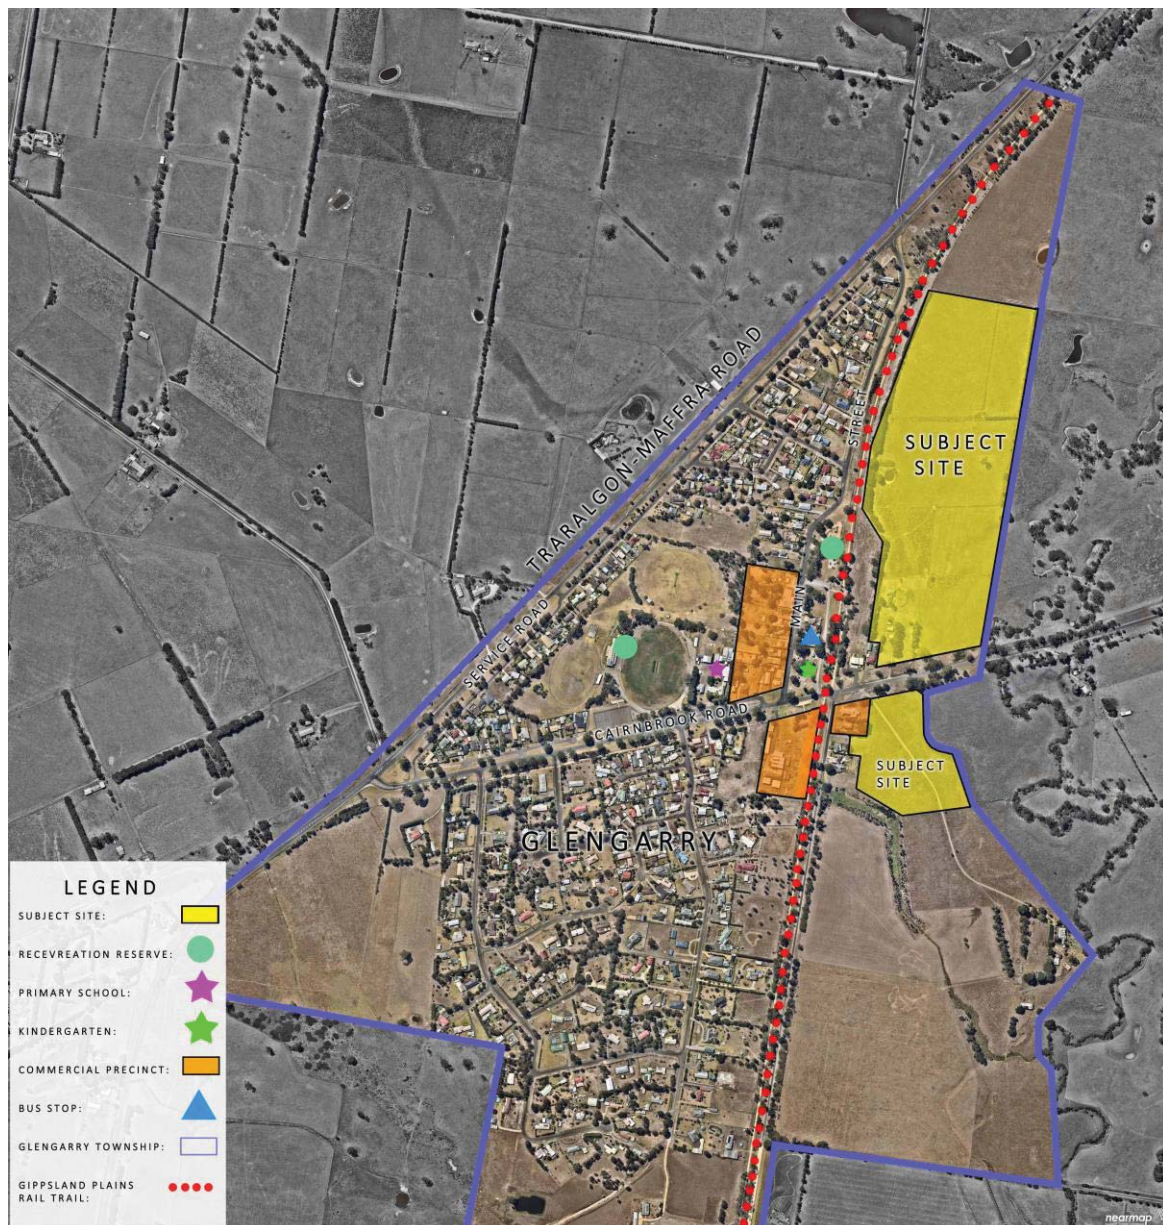 TRARALGON-MAFFRA ROAD
STREET
SUBJECT
SITE
MAIN
SERVICE ROAD
CAIRNBROOK ROAD
SUBJECT
SITE
GLENGARRY
LEGEND
SUBJECT SITE:
RECEVREATION RESERVE:
PRIMARY SCHOOL:
KINDERGARTEN:
COMMERCIAL PRECINCT:
BUS STOP:
GLENGARRY TOWNSHIP:
GIPPSLAND PLAINS
RAIL TRAIL:
nearmap